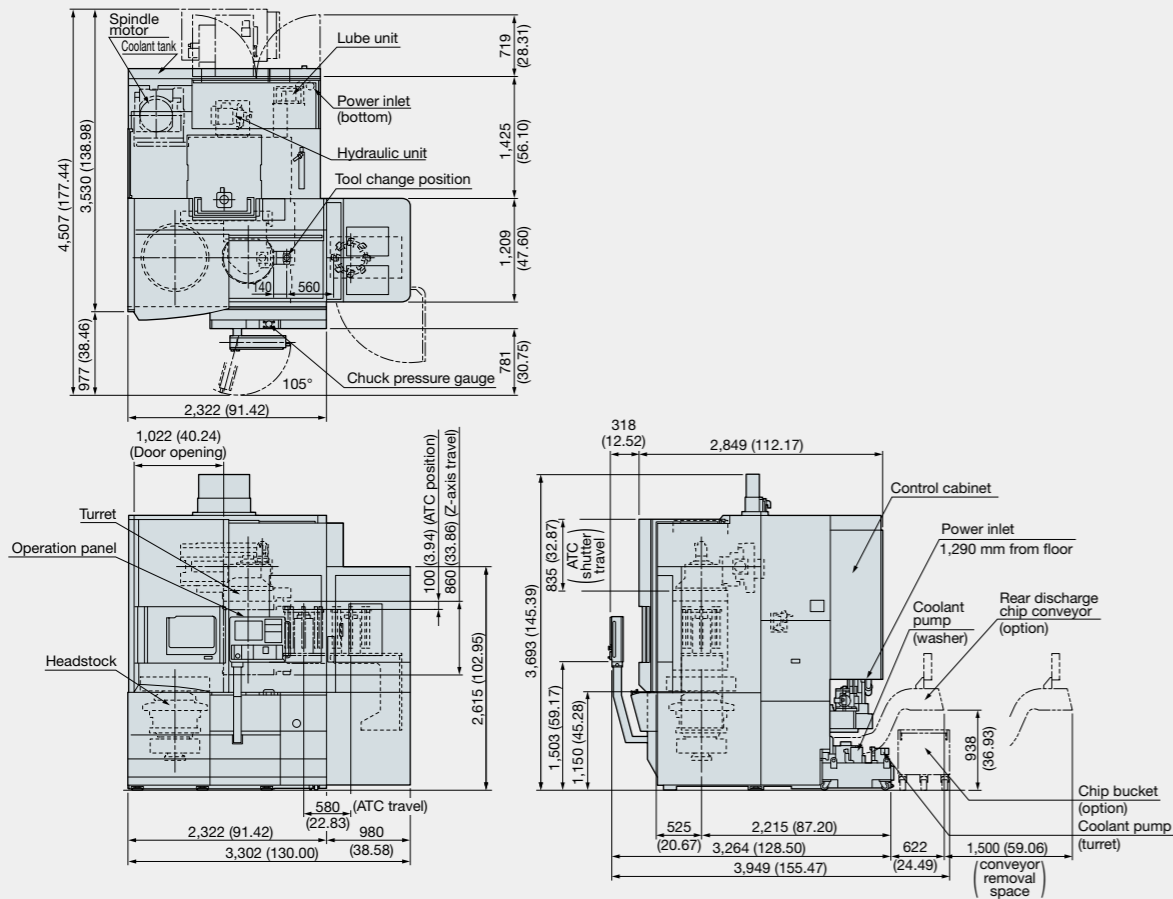 Spindle
motor
Coolant tank
Lube unit
719
(28.31)
Power inlet
(bottom)
1,425
(56.10)
Hydraulic unit
Tool change position
4,507 (177.44)
3,530 (138.98)
1,209
(47.60)
140
560
977 (38.46)
781
(30.75)
Chuck pressure gauge
105°
2,322 (91.42)
1,022 (40.24)
(Door opening)
100 (3.94) (ATC position)
860 (33.86) (Z-axis travel)
Turret
Operation panel
Headstock
2,615 (102.95)
580
(22.83)
(ATC travel)
2,322 (91.42)
980
(38.58)
3,302 (130.00)
318
(12.52)
2,849 (112.17)
Control cabinet
Power inlet
1,290 mm from floor
835 (32.87)
(ATC
shutter
travel)
Coolant
pump
(washer)
Rear discharge
chip conveyor
(option)
3,693 (145.39)
1,503 (59.17)
1,150 (45.28)
938
(36.93)
Chip bucket
(option)
Coolant pump
(turret)
525
(20.67)
2,215 (87.20)
3,264 (128.50)
622
(24.49)
1,500 (59.06)
(conveyor
removal
space)
3,949 (155.47)